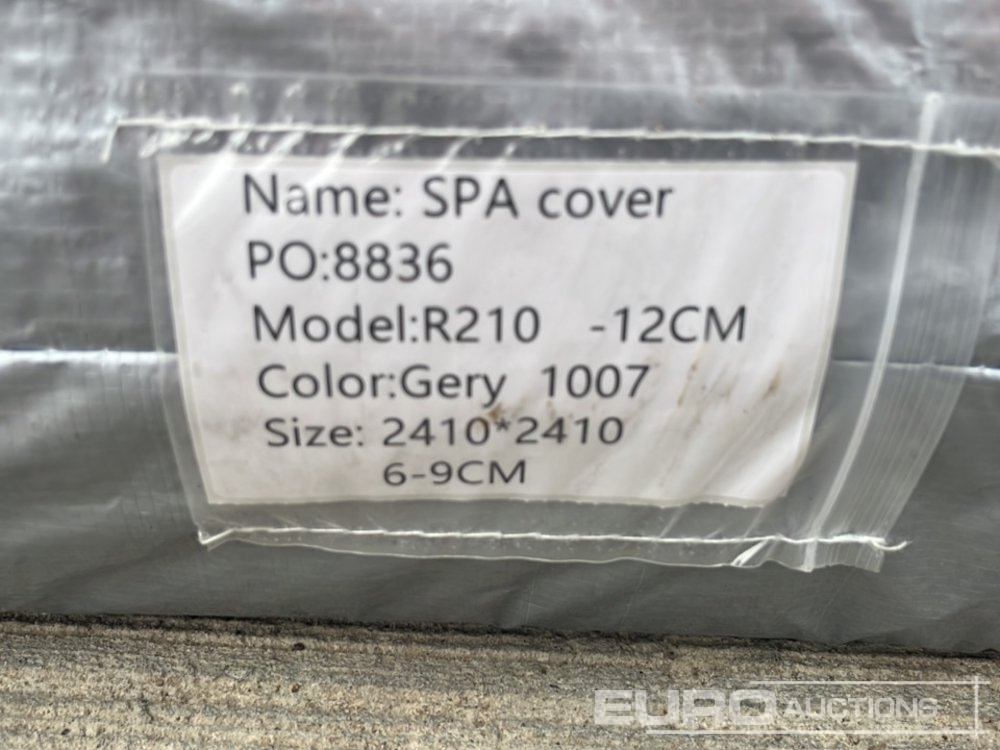 Name: SPA cover
PO:8836
Model:R210 -12CM
Color:Gery 1007
Size: 2410*2410
6-9CM
EURO AUCTIONS